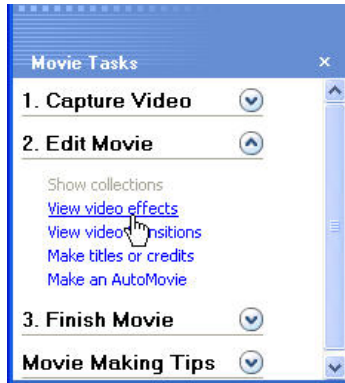 Movie Tasks
1. Capture Video
2. Edit Movie
Show collections
View video effects
View video nsitions
Make titles or credits
Make an AutoMovie
3. Finish Movie
Movie Making Tips